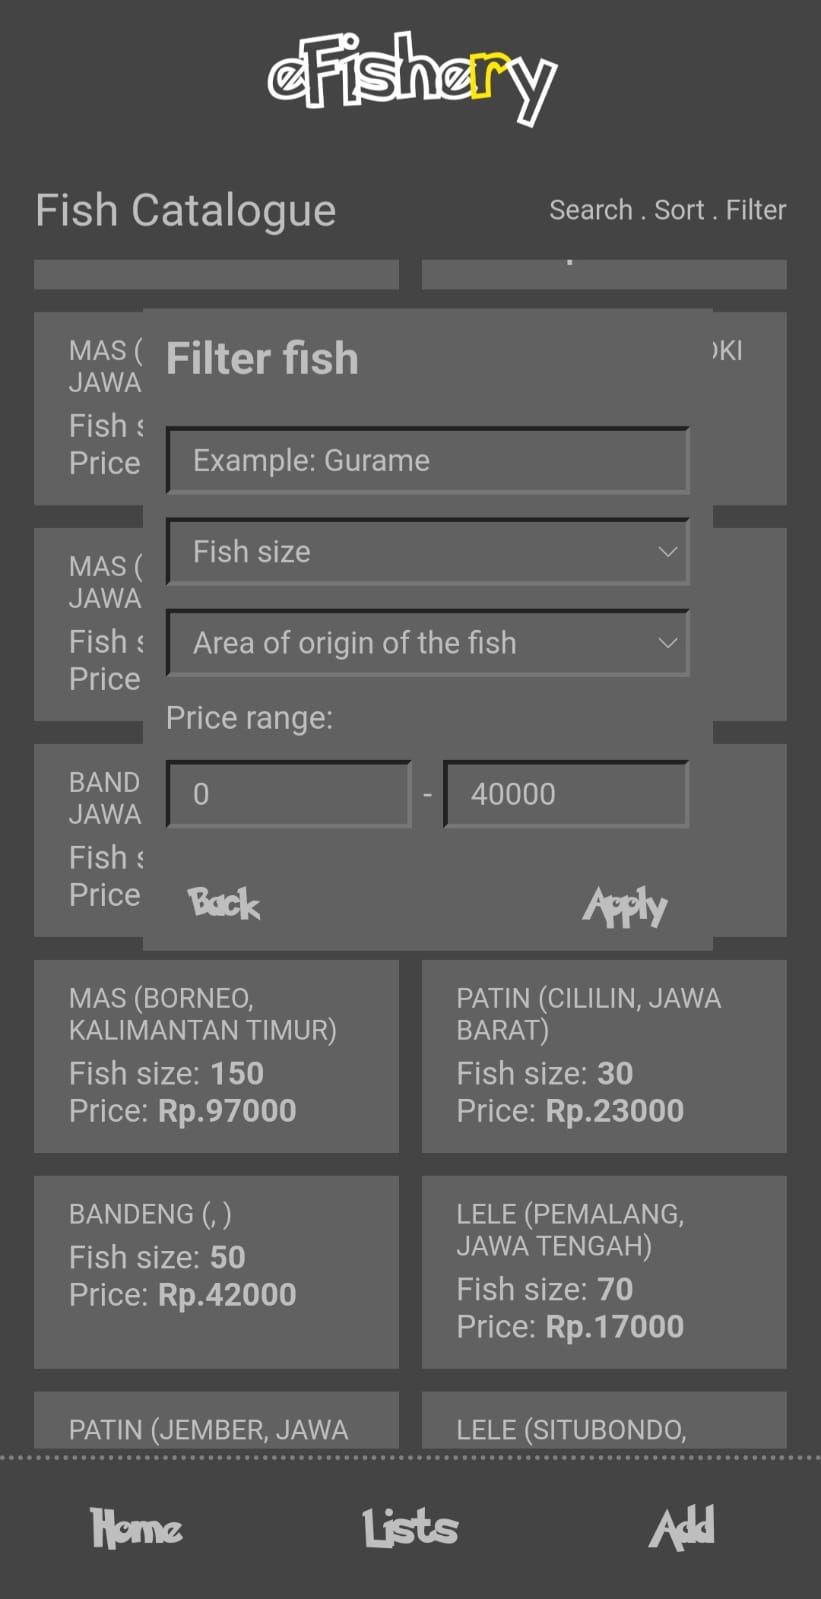 eFishery
Fish Catalogue
Search . Sort . Filter
MAS (
JAWA
Fish
Price
OKI
Filter fish
Example: Gurame
Fish size
Area of origin of the fish
Price range:
0 - 40000
Back
Apply
MAS (
JAWA
Fish
Price
BAND
JAWA
Fish
Price
MAS (BORNEO,
KALIMANTAN TIMUR)
Fish size: 150
Price: Rp.97000
PATIN (CILILIN, JAWA
BARAT)
Fish size: 30
Price: Rp.23000
BANDENG (, )
Fish size: 50
Price: Rp.42000
LELE (PEMALANG,
JAWA TENGAH)
Fish size: 70
Price: Rp.17000
PATIN (JEMBER, JAWA
LELE (SITUBONDO,
Home
Lists
Add